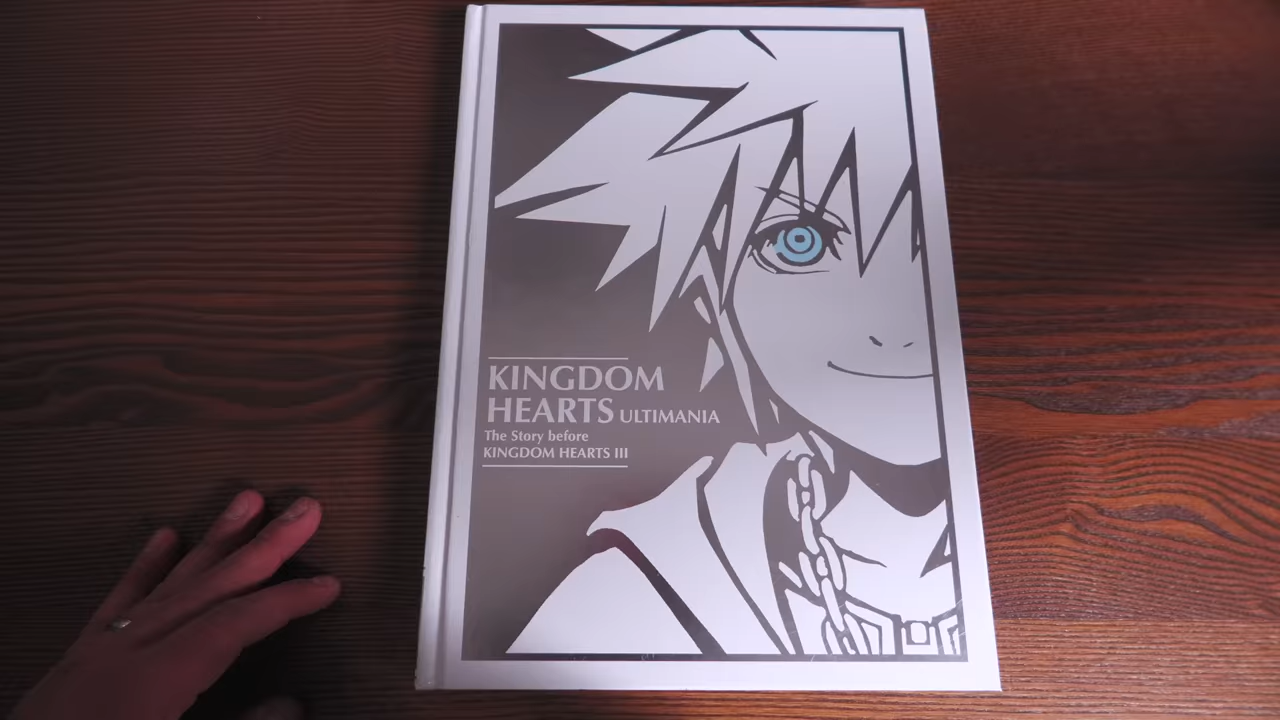 KINGDOM
HEARTS ULTIMANIA
The Story before
KINGDOM HEARTS III